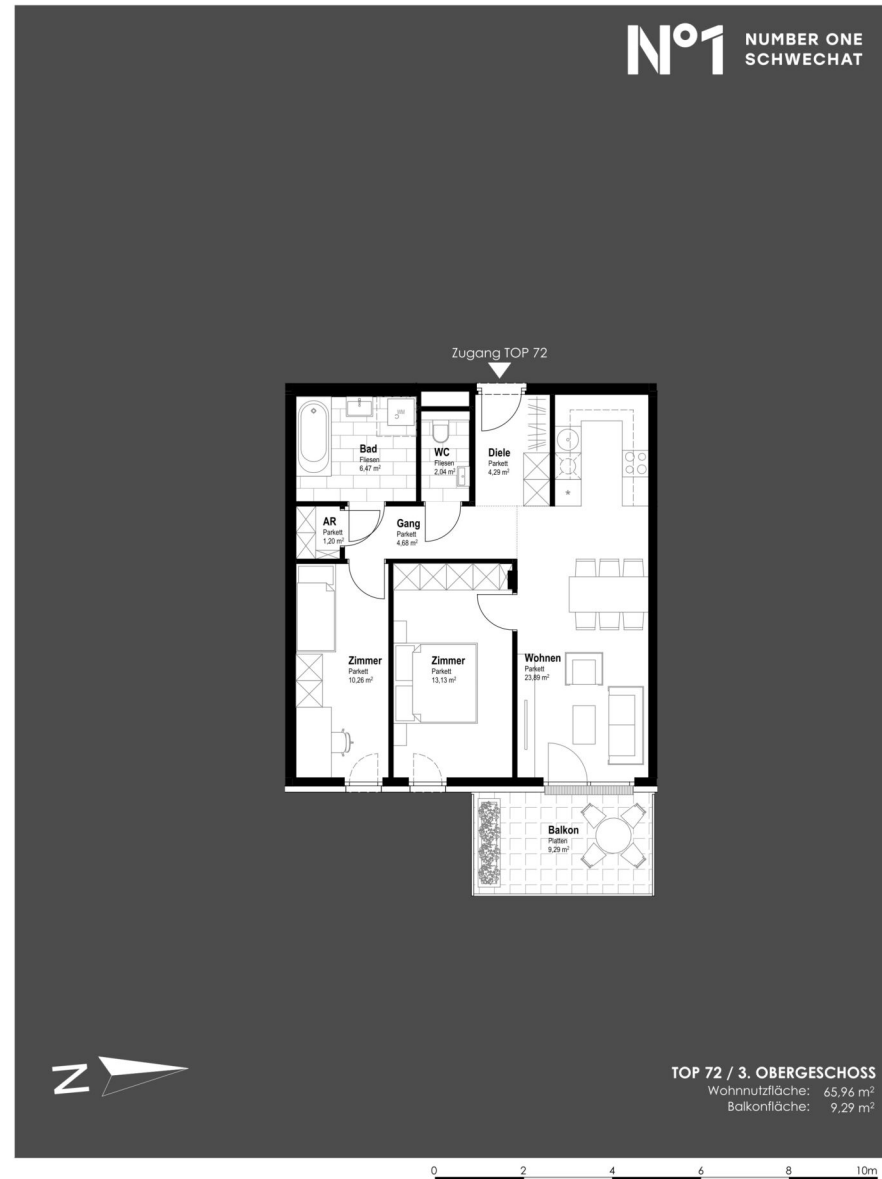 Nº1
NUMBER ONE
SCHWECHAT
Zugang TOP 72
Bad
Fliesen
6,47 m²
WC
Fliesen
2,04 m²
Diele
Parkett
4,29 m²
AR
Parkett
1,20 m²
Gang
Parkett
4,68 m²
Zimmer
Parkett
10,26 m²
Zimmer
Parkett
13,13 m²
Wohnen
Parkett
23,89 m²
Balkon
Platten
9,29 m²
N
TOP 72 / 3. OBERGESCHOSS
Wohnnutzfläche: 65,96 m²
Balkonfläche: 9,29 m²
0 2 4 6 8 10m